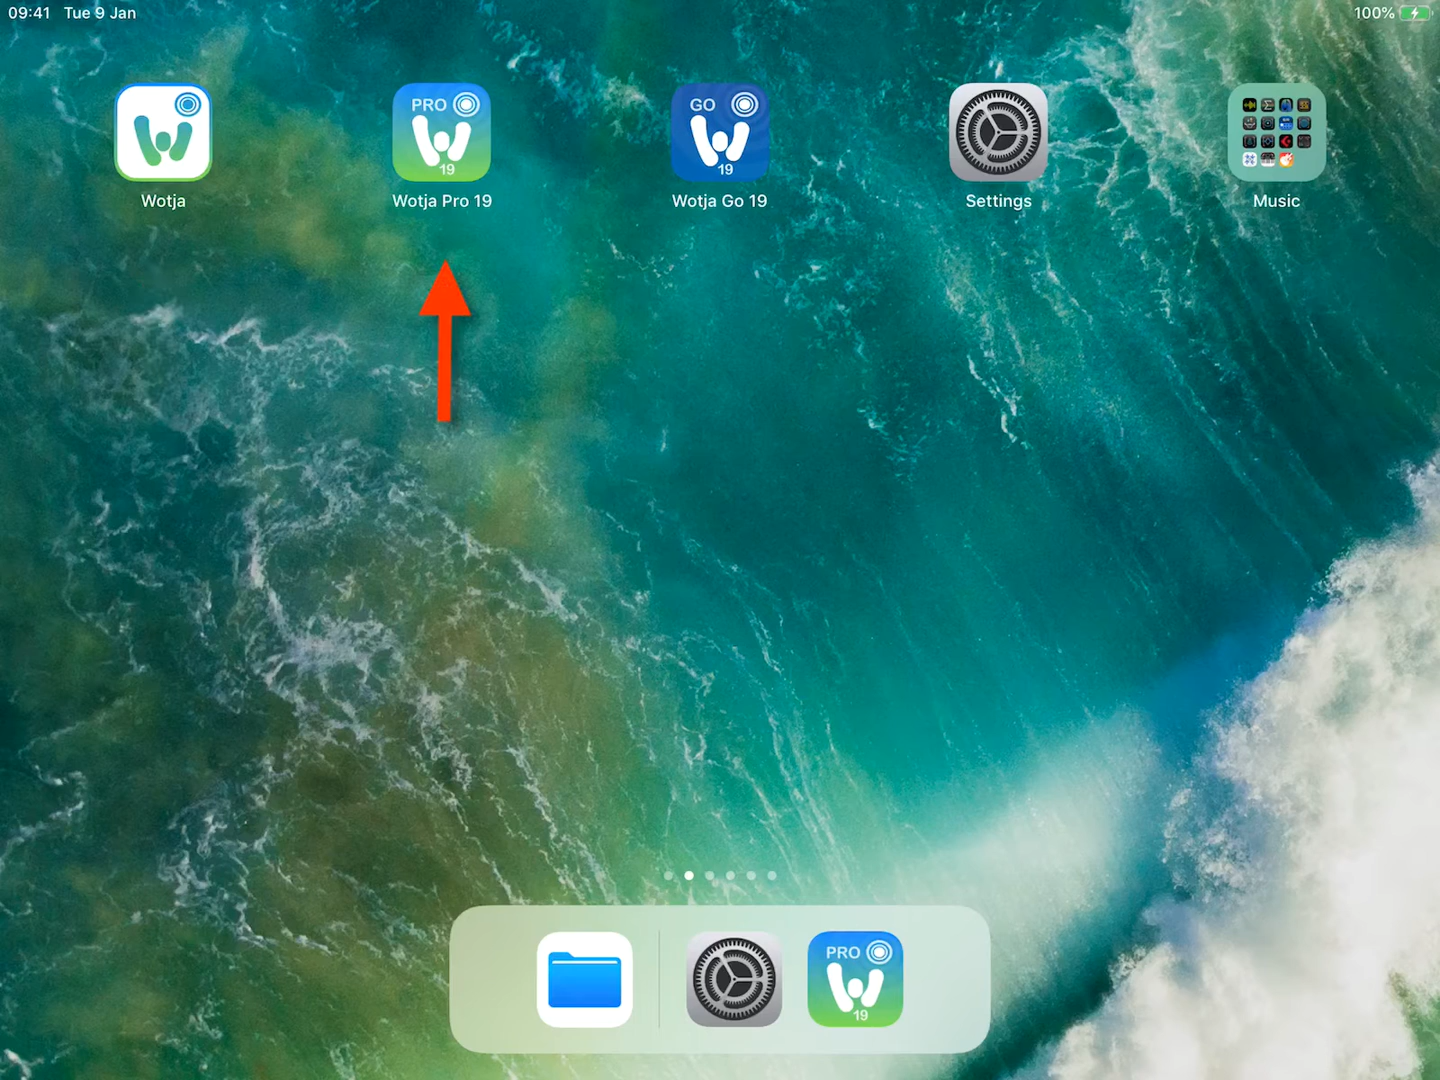 09:41 Tue 9 Jan
100%
PRO
19
GO
19
Wotja
Wotja Pro 19
Wotja Go 19
Settings
Music
PRO
19